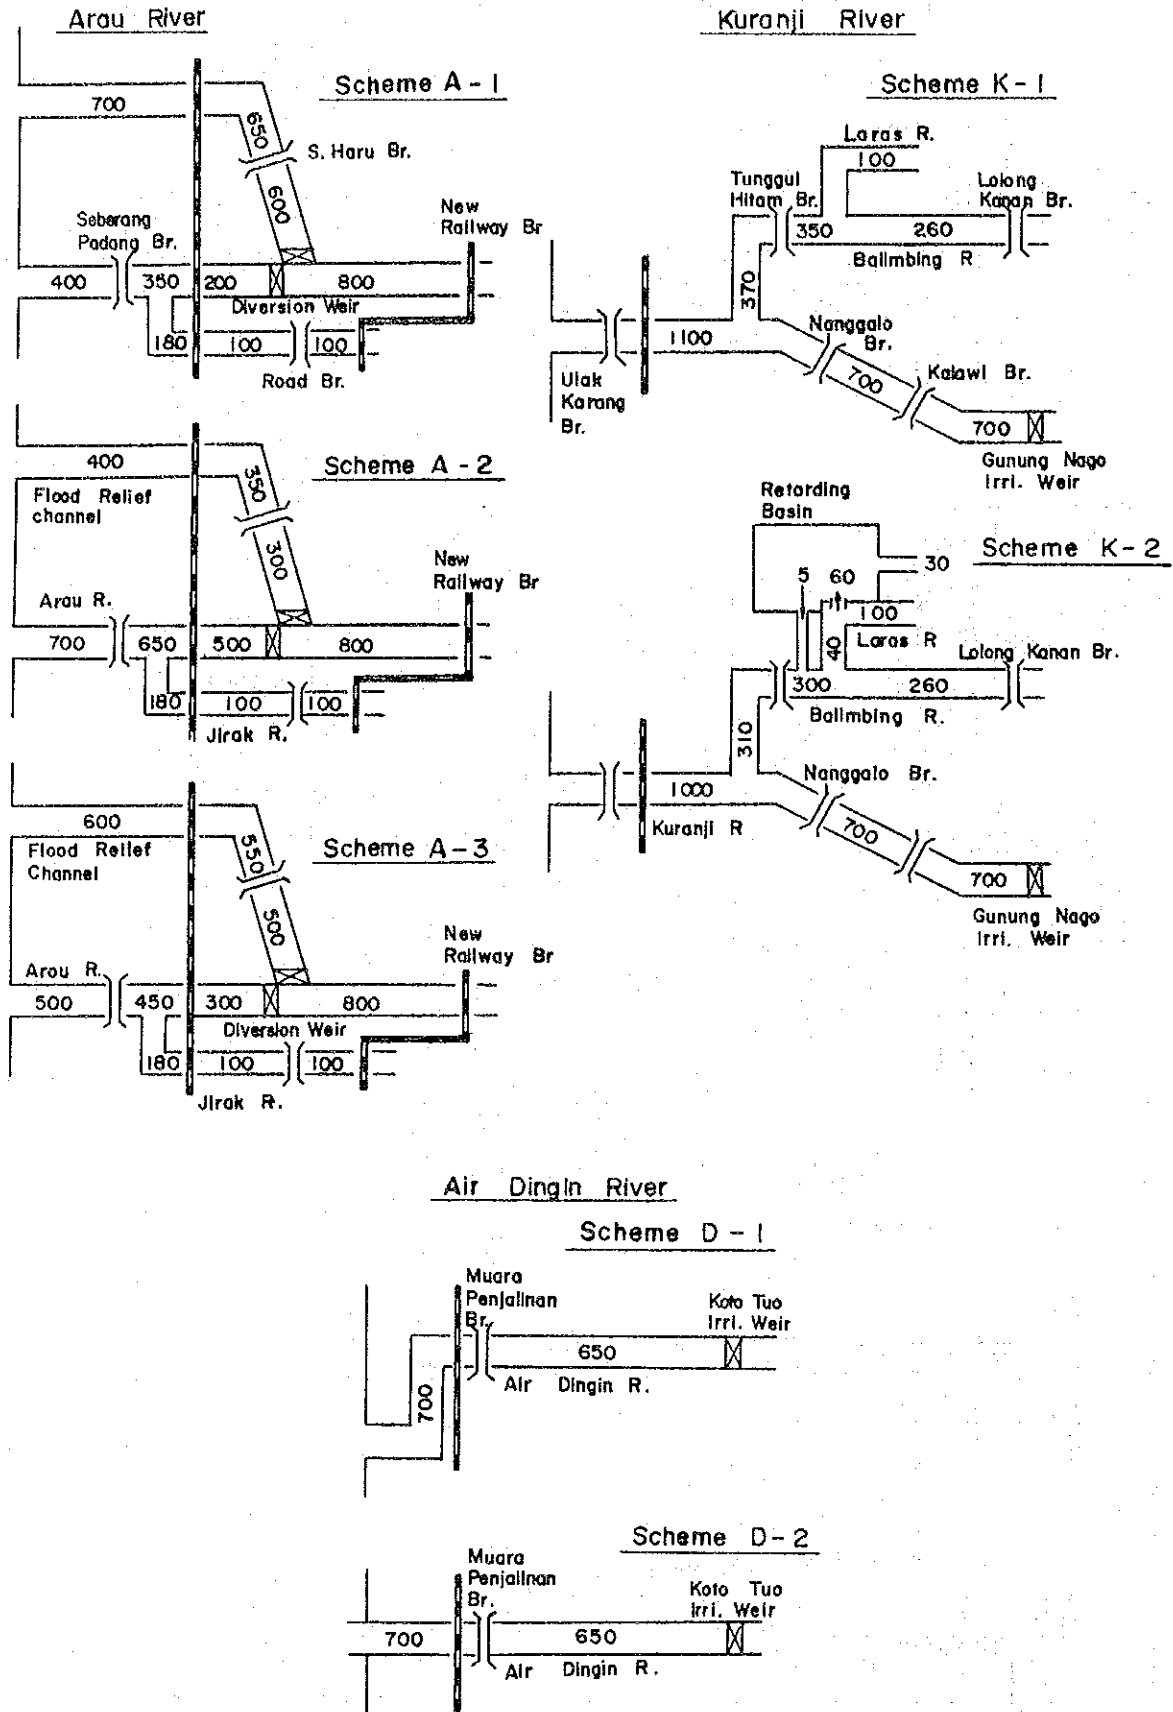 Arau River
Scheme A - 1
700
650
S. Haru Br.
600
Seberang
Padang Br.
New
Railway Br
400
350
200
800
Diversion Weir
180
100
100
Road Br.
Scheme A - 2
400
350
Flood Relief
channel
300
New
Railway Br
Arau R.
700
650
500
800
180
100
100
Jirak R.
600
550
Scheme A - 3
Flood Relief
Channel
500
New
Railway Br
Arau R.
500
450
300
800
Diversion Weir
180
100
100
Jirak R.
Kuranji River
Scheme K - 1
Laras R.
100
Tunggul
Hitam Br.
Lolong
Kanan Br.
350
260
Balimbing R
370
Nanggalo
Br.
1100
700
Kalawi Br.
Ulak
Karang
Br.
700
Gunung Nago
Irri. Weir
Retarding
Basin
Scheme K - 2
30
5
60
100
Laras R
40
Lolong Kanan Br.
300
260
Balimbing R.
310
Nanggalo Br.
1000
Kuranji R
700
700
Gunung Nago
Irri. Weir
Air Dingin River
Scheme D - 1
Muara
Penjalinan
Br.
Koto Tuo
Irri. Weir
650
Air Dingin R.
700
Scheme D - 2
Muara
Penjalinan
Br.
Koto Tuo
Irri. Weir
700
650
Air Dingin R.